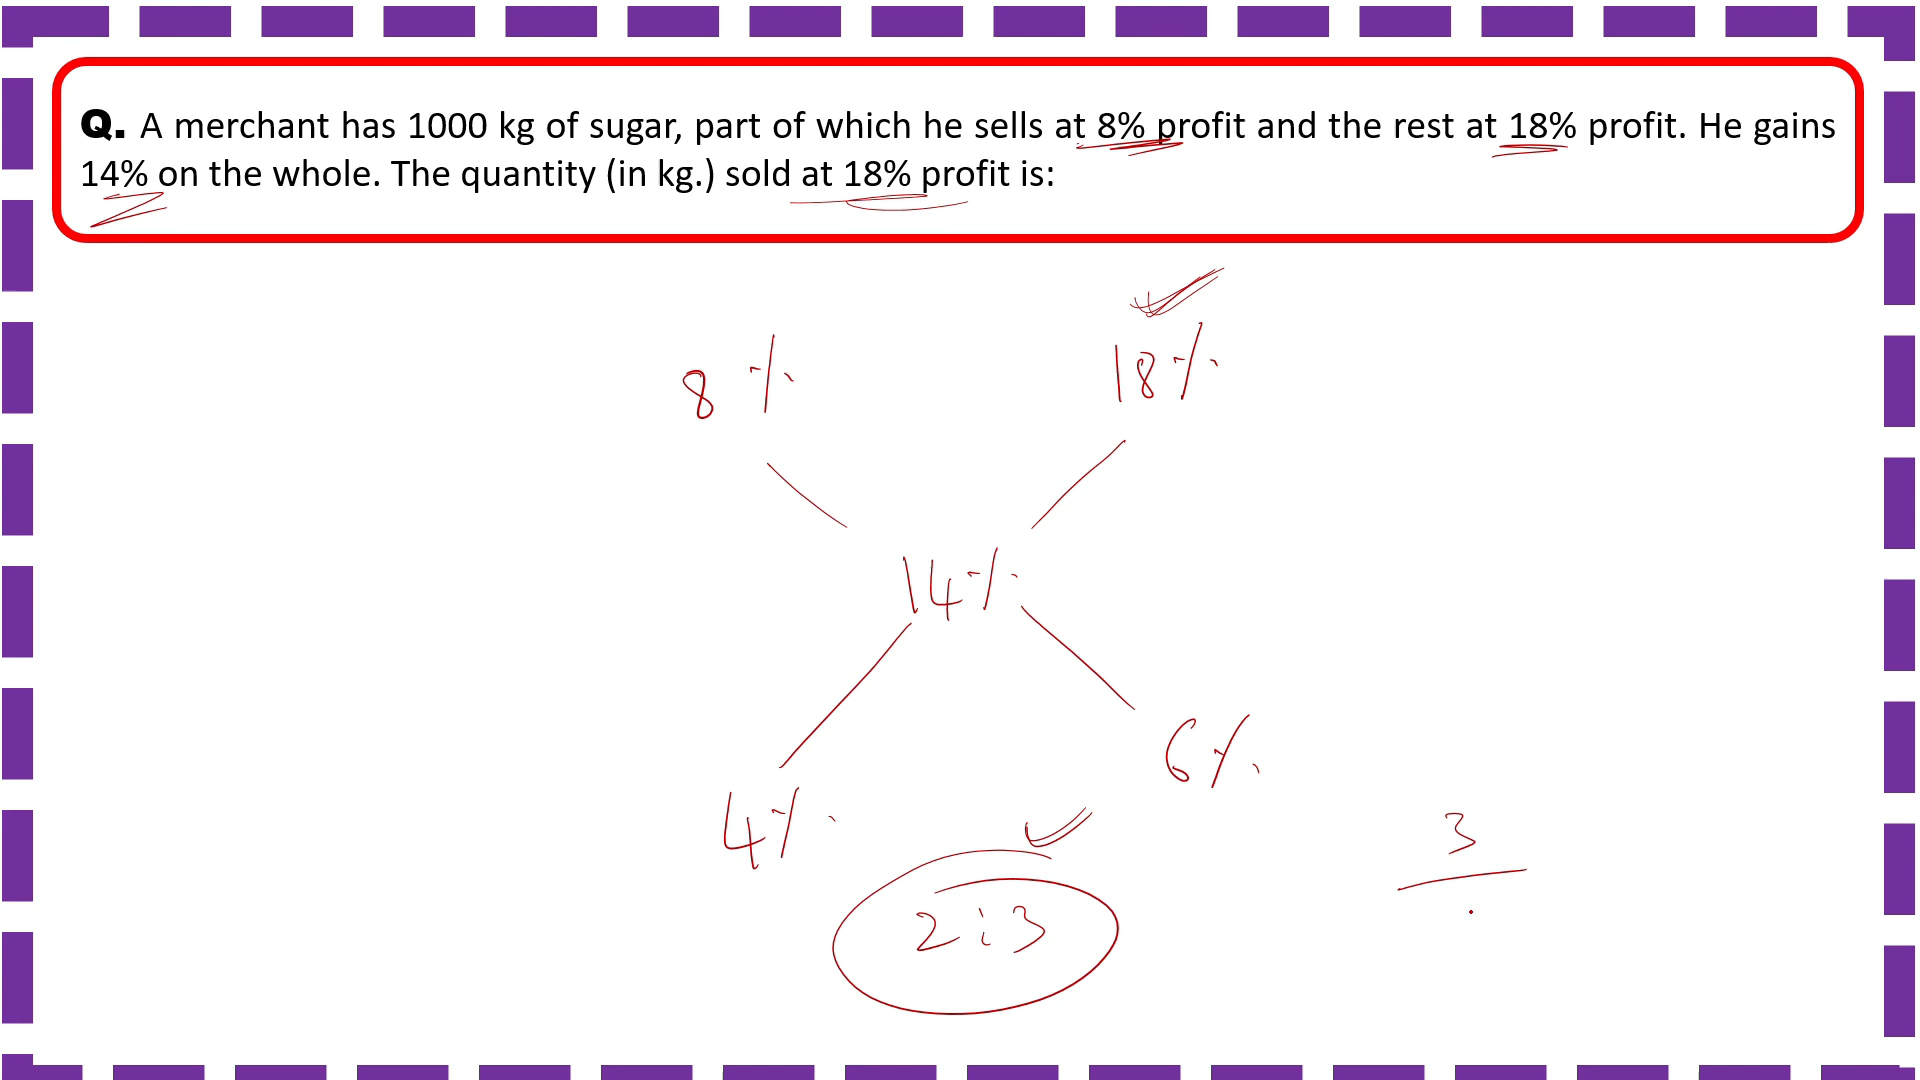 Q. A merchant has 1000 kg of sugar, part of which he sells at 8% profit and the rest at 18% profit. He gains
14% on the whole. The quantity (in kg.) sold at 18% profit is:
8% 18%
14%
4% 6%
2:3
3